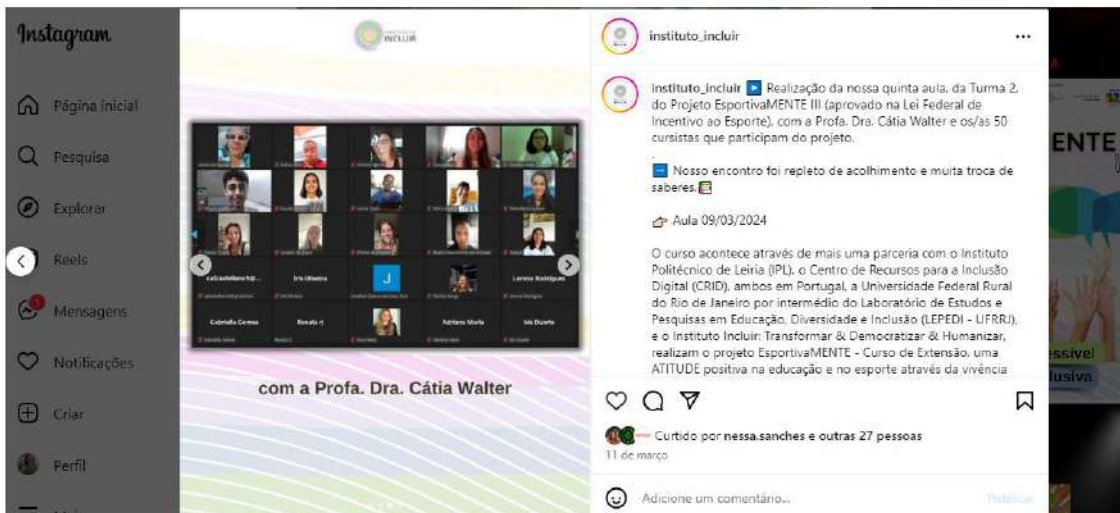 Instagram
Página inicial
Pesquisa
Explorar
Reels
Mensagens
1
Notificações
Criar
Perfil
INCLUIR
Iris Oliveira
J
Larissa Rodrigues
Gabriella Gomes
Renata rj
Adriana Maria
Isis Duarte
com a Profa. Dra. Cátia Walter
instituto_incluir
instituto_incluir ▶️ Realização da nossa quinta aula, da Turma 2,
do Projeto EsportivaMENTE III (aprovado na Lei Federal de
Incentivo ao Esporte), com a Profa. Dra. Cátia Walter e os/as 50
cursistas que participam do projeto.
.
➡️ Nosso encontro foi repleto de acolhimento e muita troca de
saberes.📗
👉 Aula 09/03/2024
O curso acontece através de mais uma parceria com o Instituto
Politécnico de Leiria (IPL), o Centro de Recursos para a Inclusão
Digital (CRID), ambos em Portugal, a Universidade Federal Rural
do Rio de Janeiro por intermédio do Laboratório de Estudos e
Pesquisas em Educação, Diversidade e Inclusão (LEPEDI - UFRRJ),
e o Instituto Incluir: Transformar & Democratizar & Humanizar,
realizam o projeto EsportivaMENTE - Curso de Extensão, uma
ATITUDE positiva na educação e no esporte através da vivência
Curtido por nessa.sanches e outras 27 pessoas
11 de março
Adicione um comentário...
Publicar
ENTE
essível
lusiva